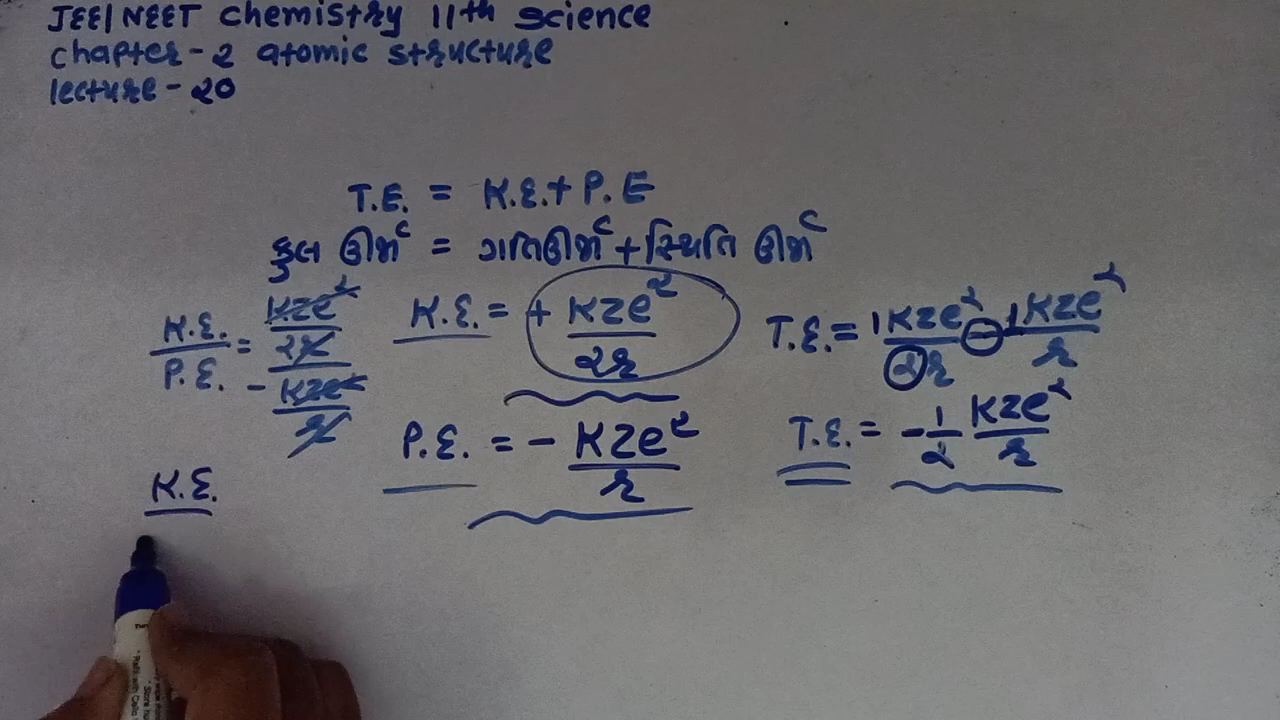 JEE/NEET chemistry 11th science
chapter-2 atomic structure
lecture-20
T.E. = K.E. + P.E
કુલ ઊર્જા = ગતિઊર્જા + સ્થિતિ ઊર્જા
K.E./P.E. = (KZe²/2r)/(-KZe²/r)
K.E. = + KZe²/2r
T.E. = 1KZe²/2r - 1KZe²/r
P.E. = - KZe²/r
T.E. = -1/2 KZe²/r
K.E.